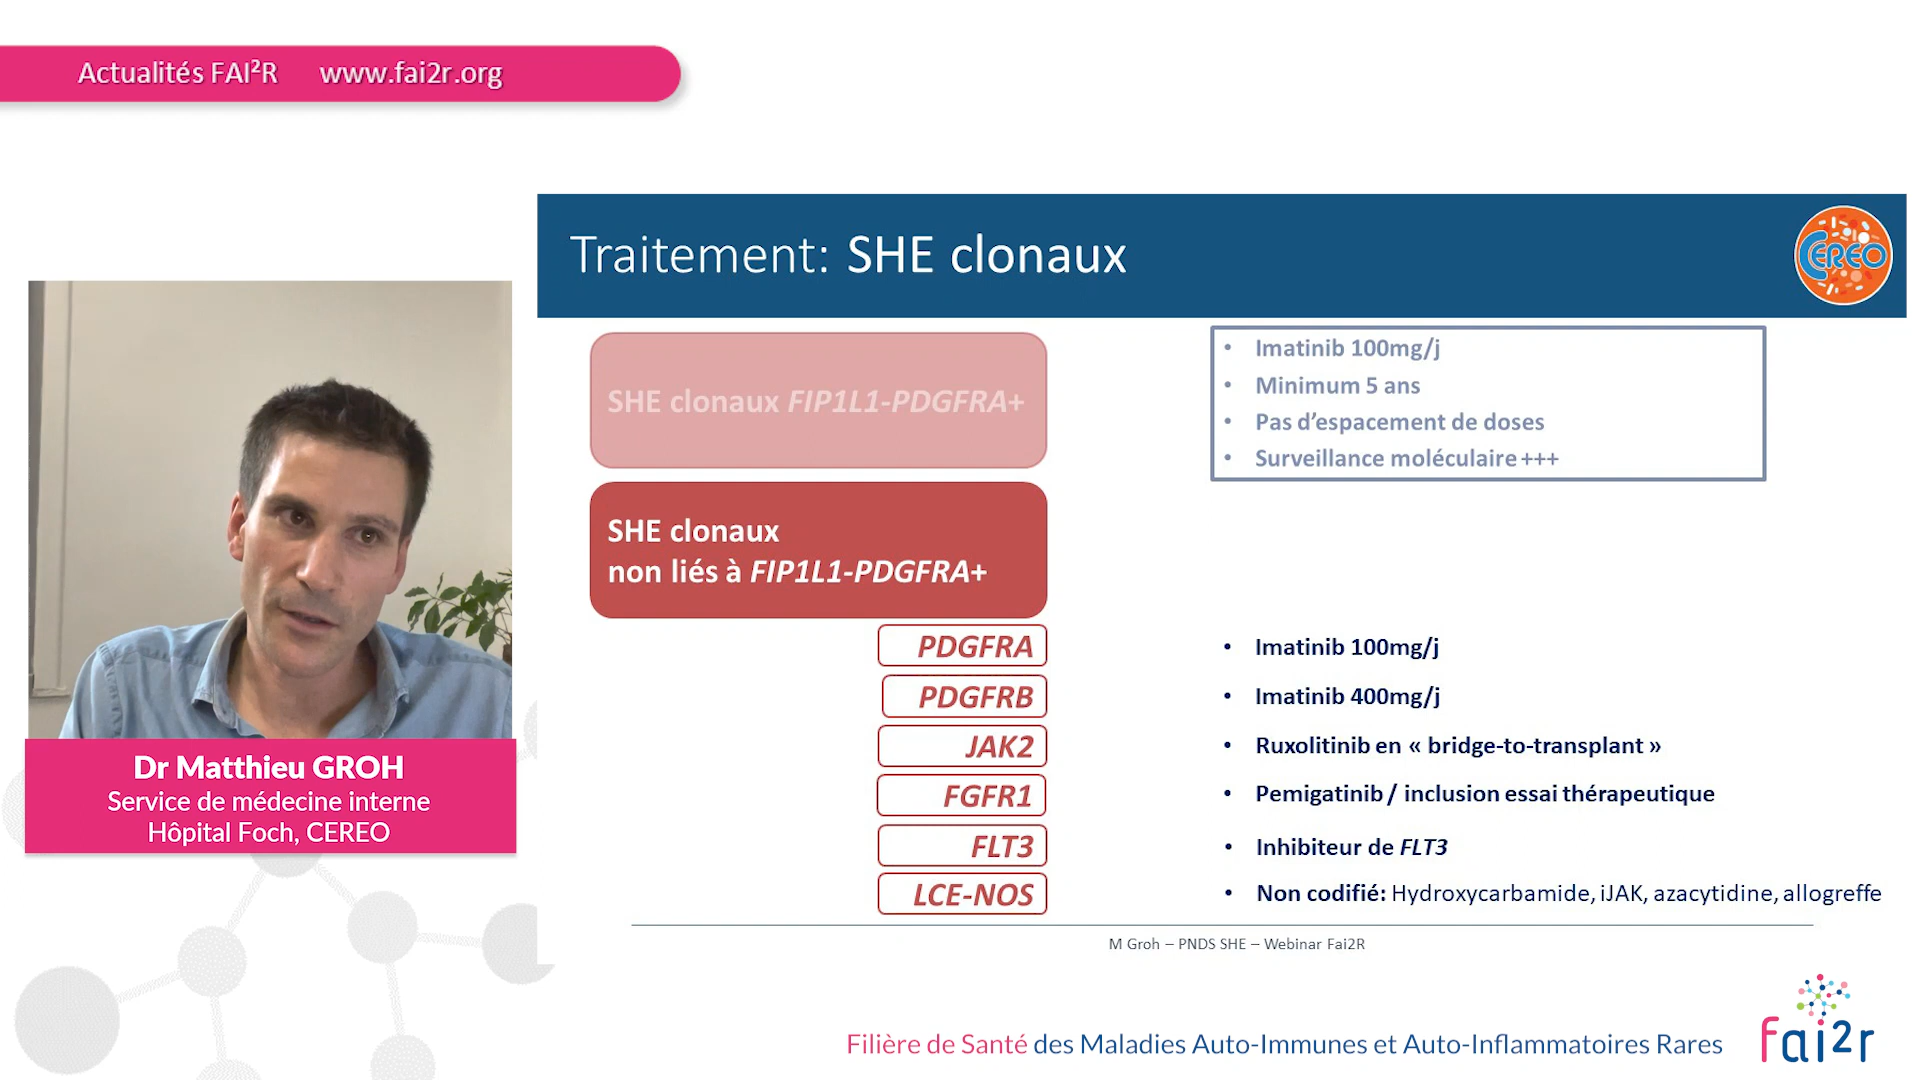 Actualités FAI²R www.fai2r.org
Traitement: SHE clonaux
CEREO
SHE clonaux FIP1L1-PDGFRA+
• Imatinib 100mg/j
• Minimum 5 ans
• Pas d’espacement de doses
• Surveillance moléculaire +++
SHE clonaux
non liés à FIP1L1-PDGFRA+
PDGFRA • Imatinib 100mg/j
PDGFRB • Imatinib 400mg/j
JAK2 • Ruxolitinib en « bridge-to-transplant »
FGFR1 • Pemigatinib / inclusion essai thérapeutique
FLT3 • Inhibiteur de FLT3
LCE-NOS • Non codifié: Hydroxycarbamide, iJAK, azacytidine, allogreffe
M Groh – PNDS SHE – Webinar Fai2R
Dr Matthieu GROH
Service de médecine interne
Hôpital Foch, CEREO
Filière de Santé des Maladies Auto-Immunes et Auto-Inflammatoires Rares
fai2r